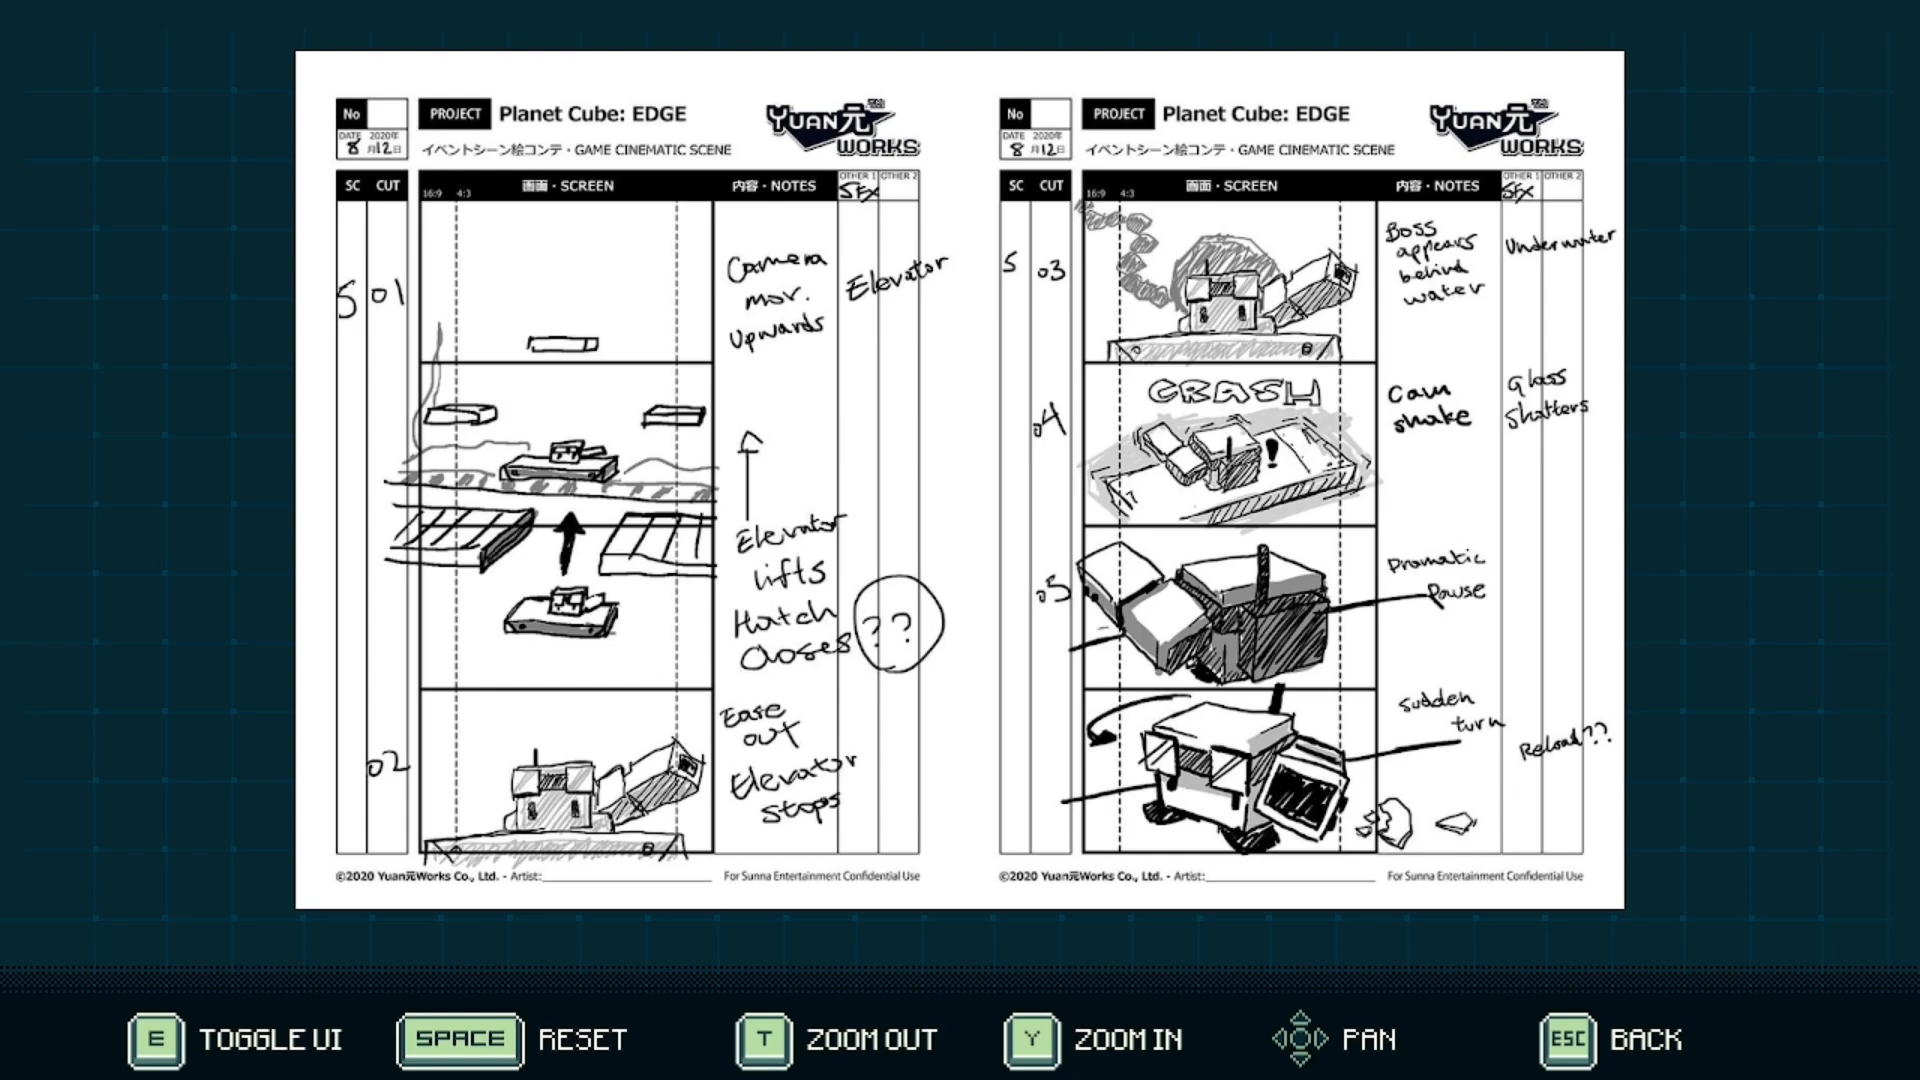 No
DATE 2020年
8月12日
PROJECT Planet Cube: EDGE
イベントシーン絵コンテ・GAME CINEMATIC SCENE
YUAN元 WORKS TM
SC CUT 16:9 4:3 画面・SCREEN 内容・NOTES OTHER 1 OTHER 2
SFX
5 01
Camera
mov.
Upwards
Elevator
Elevator
lifts
Hatch
Closes
??
02
Ease
out
Elevator
stops
©2020 Yuan元Works Co., Ltd. - Artist:
For Sunna Entertainment Confidential Use
No
DATE 2020年
8月12日
PROJECT Planet Cube: EDGE
イベントシーン絵コンテ・GAME CINEMATIC SCENE
YUAN元 WORKS TM
SC CUT 16:9 4:3 画面・SCREEN 内容・NOTES OTHER 1 OTHER 2
SFX
5 03
Boss
appears
behind
water
Underwater
04
CRASH
!
Cam
shake
Glass
Shatters
05
Dramatic
Pause
Sudden
turn
Reload??
©2020 Yuan元Works Co., Ltd. - Artist:
For Sunna Entertainment Confidential Use
E TOGGLE UI SPACE RESET T ZOOM OUT Y ZOOM IN PAN ESC BACK